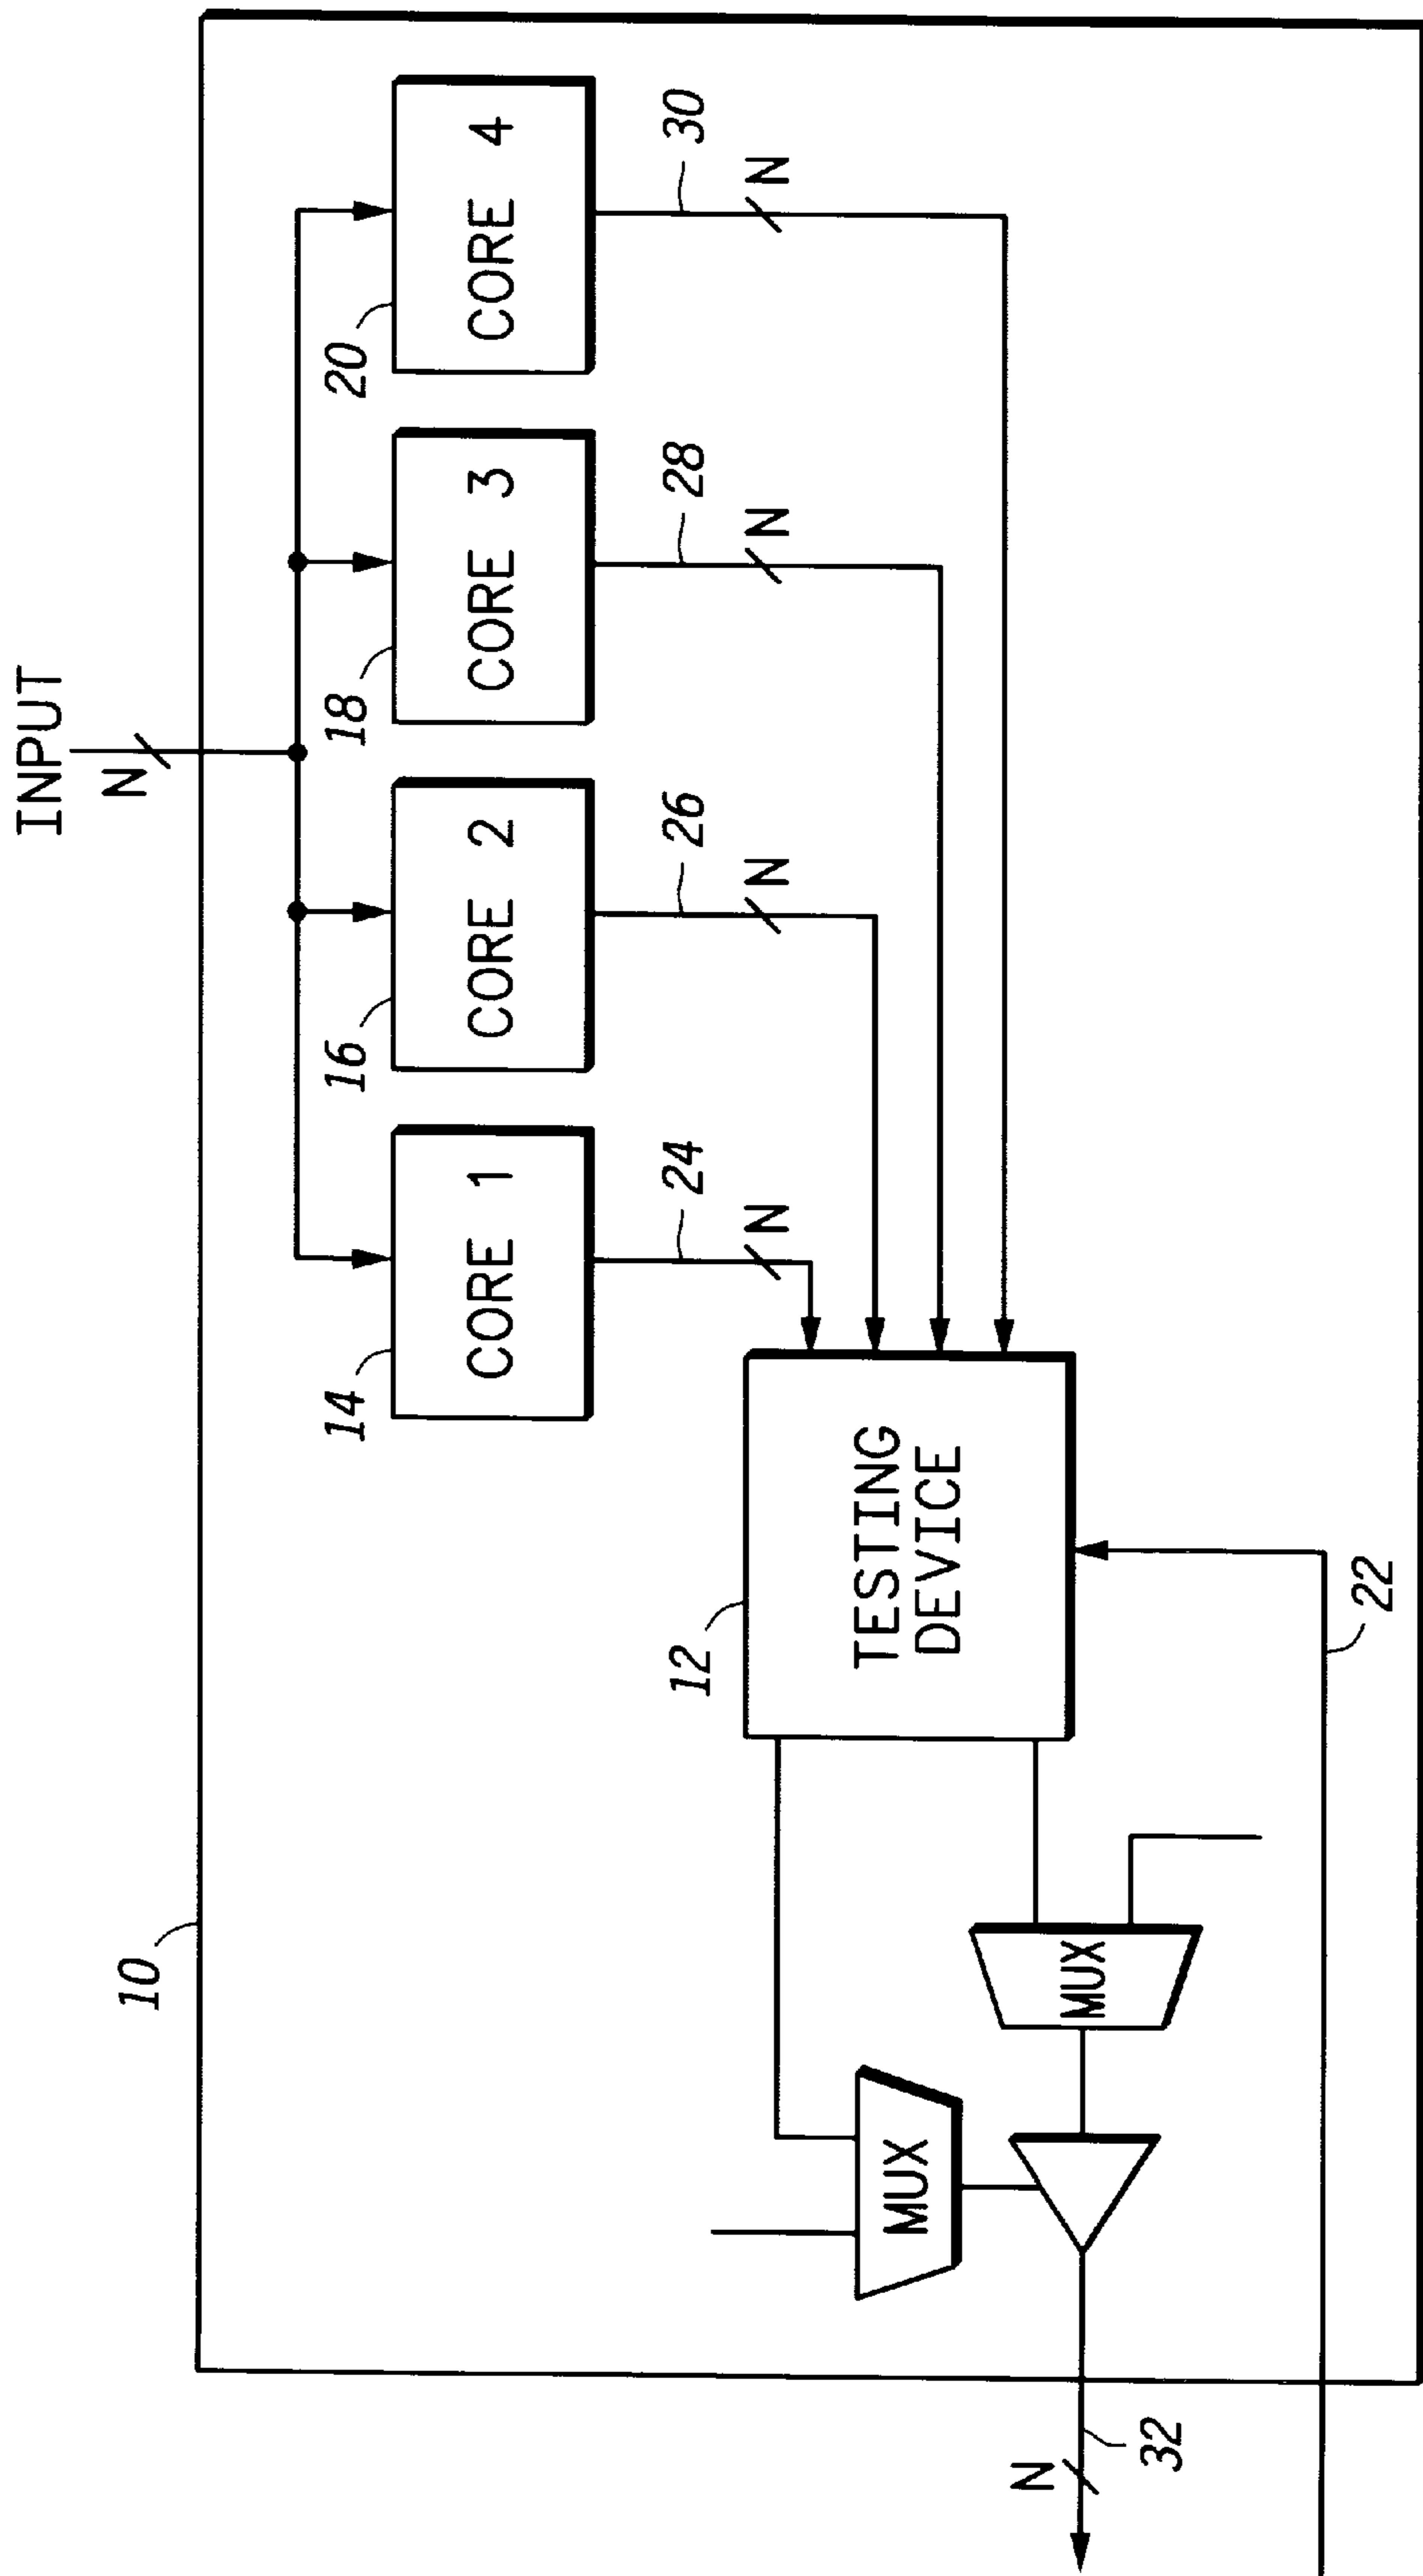 INPUT
N
10
20
CORE 4
30
N
18
CORE 3
28
N
16
CORE 2
26
N
14
CORE 1
24
N
12
TESTING
DEVICE
22
MUX
MUX
N
32